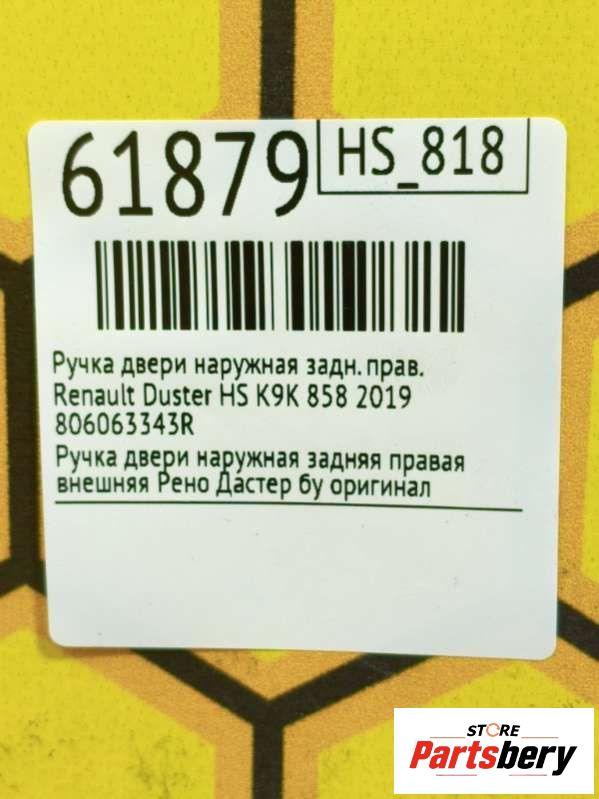 61879
HS_818
Ручка двери наружная задн. прав.
Renault Duster HS K9K 858 2019
806063343R
Ручка двери наружная задняя правая
внешняя Рено Дастер бу оригинал
STORE
Partsbery